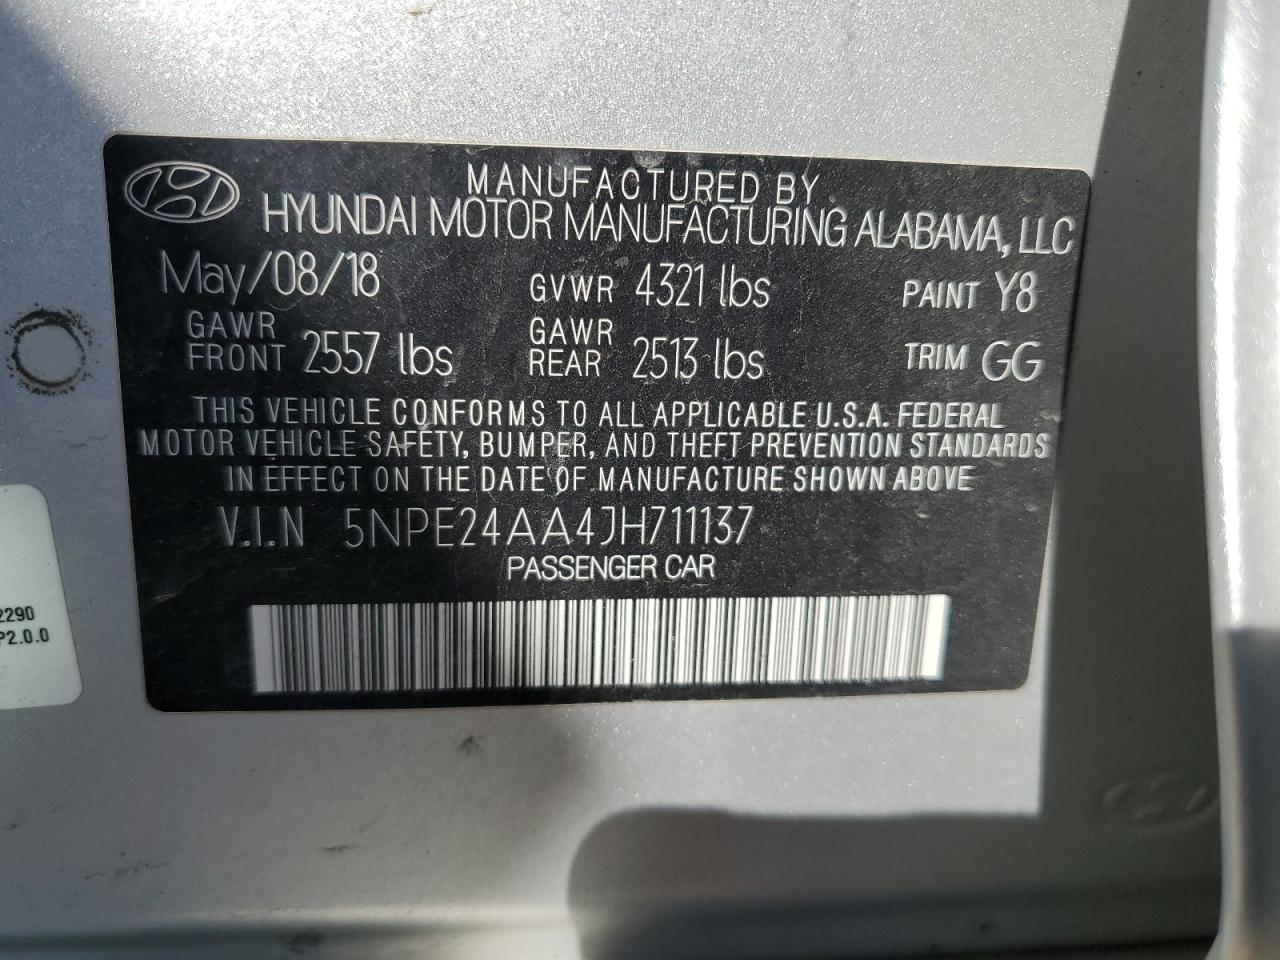 MANUFACTURED BY
HYUNDAI MOTOR MANUFACTURING ALABAMA, LLC
May/08/18 GVWR 4321 lbs PAINT Y8
GAWR FRONT 2557 lbs GAWR REAR 2513 lbs TRIM GG
THIS VEHICLE CONFORMS TO ALL APPLICABLE U.S.A. FEDERAL
MOTOR VEHICLE SAFETY, BUMPER, AND THEFT PREVENTION STANDARDS
IN EFFECT ON THE DATE OF MANUFACTURE SHOWN ABOVE
V.I.N 5NPE24AA4JH711137
PASSENGER CAR
2290
P2.0.0